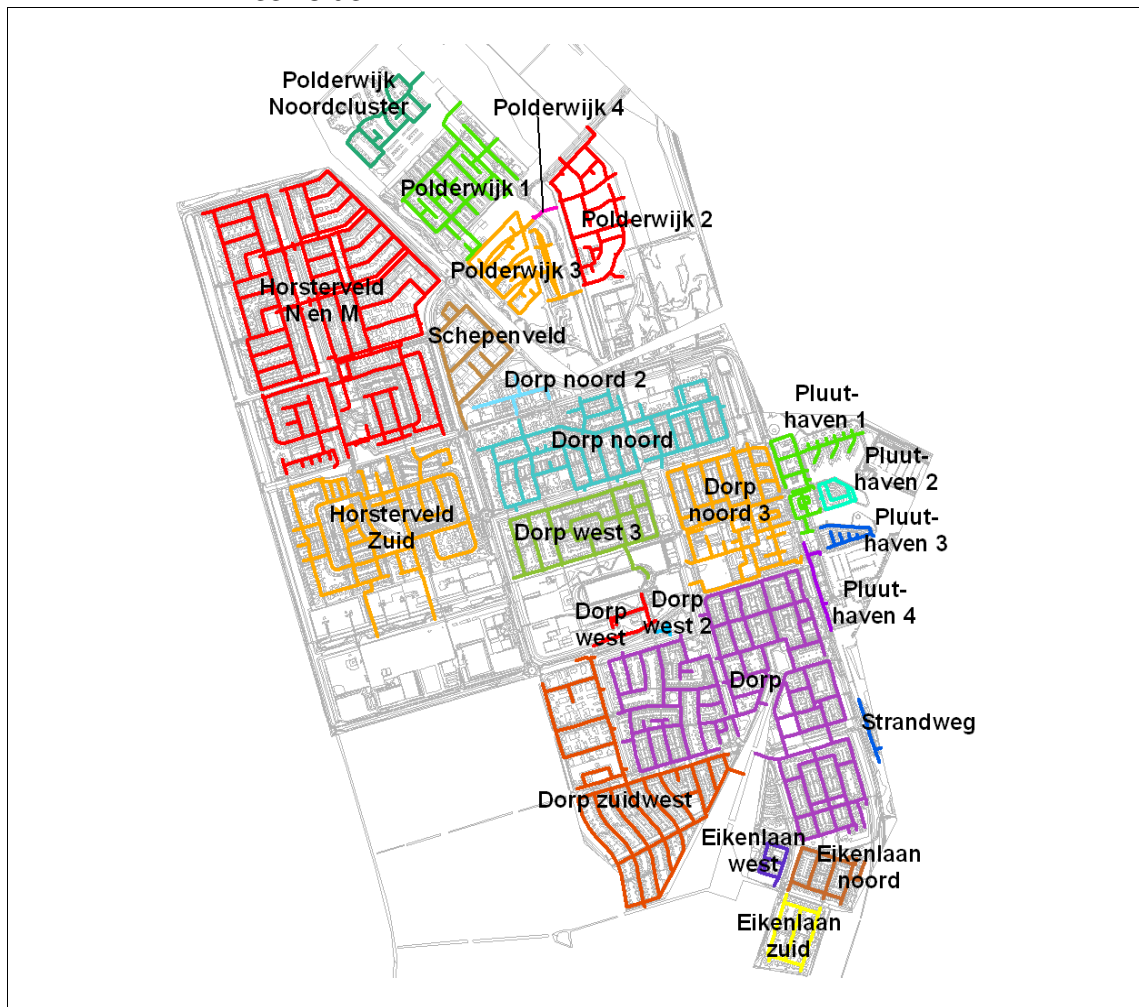 Polderwijk
Noordcluster
Polderwijk 4
Polderwijk 1
Polderwijk 2
Polderwijk 3
Horsterveld
N en M
Schepenveld
Dorp noord 2
Pluut-
haven 1
Dorp noord
Pluut-
haven 2
Dorp
noord 3
Horsterveld
Zuid
Dorp west 3
Pluut-
haven 3
Dorp
west
Dorp
west 2
Pluut-
haven 4
Dorp
Strandweg
Dorp zuidwest
Eikenlaan
west
Eikenlaan
noord
Eikenlaan
zuid